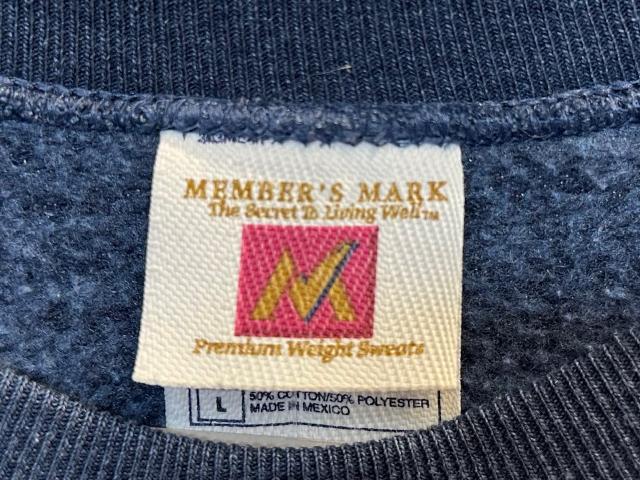 MEMBER'S MARK
The Secret To Living Well™
M
Premium Weight Sweats
L
50% COTTON/50% POLYESTER
MADE IN MEXICO